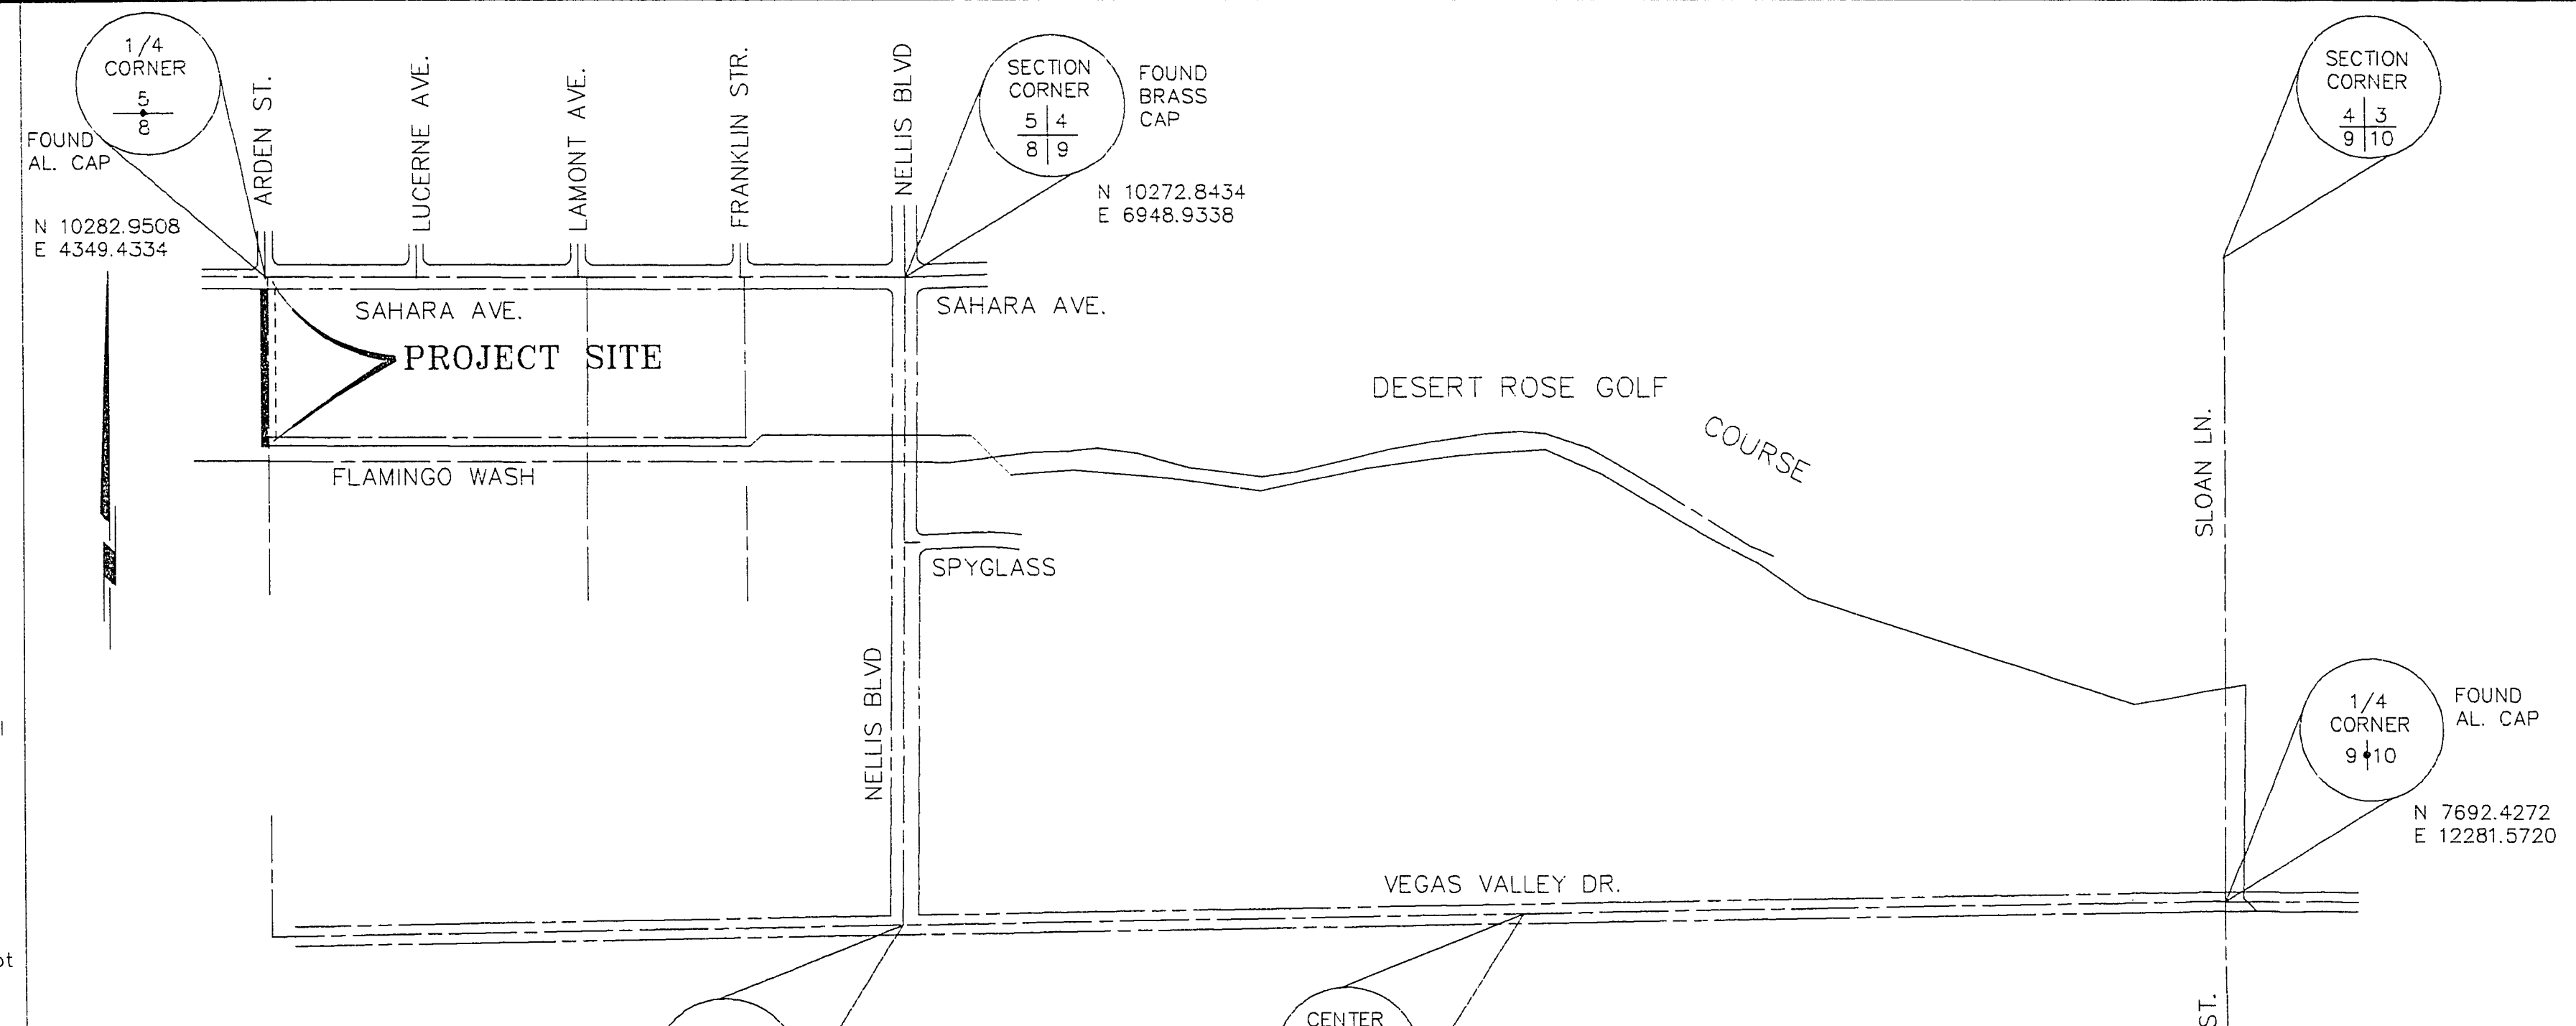 1/4
CORNER
5
8
FOUND
AL. CAP
N 10282.9508
E 4349.4334
ARDEN ST.
LUCERNE AVE.
LAMONT AVE.
FRANKLIN STR.
NELLIS BLVD
SECTION
CORNER
5 4
8 9
FOUND
BRASS
CAP
N 10272.8434
E 6948.9338
SECTION
CORNER
4 3
9 10
SAHARA AVE.
SAHARA AVE.
PROJECT SITE
DESERT ROSE GOLF
COURSE
SLOAN LN.
FLAMINGO WASH
SPYGLASS
NELLIS BLVD
1/4
CORNER
9 10
FOUND
AL. CAP
N 7692.4272
E 12281.5720
VEGAS VALLEY DR.
CENTER
ST.